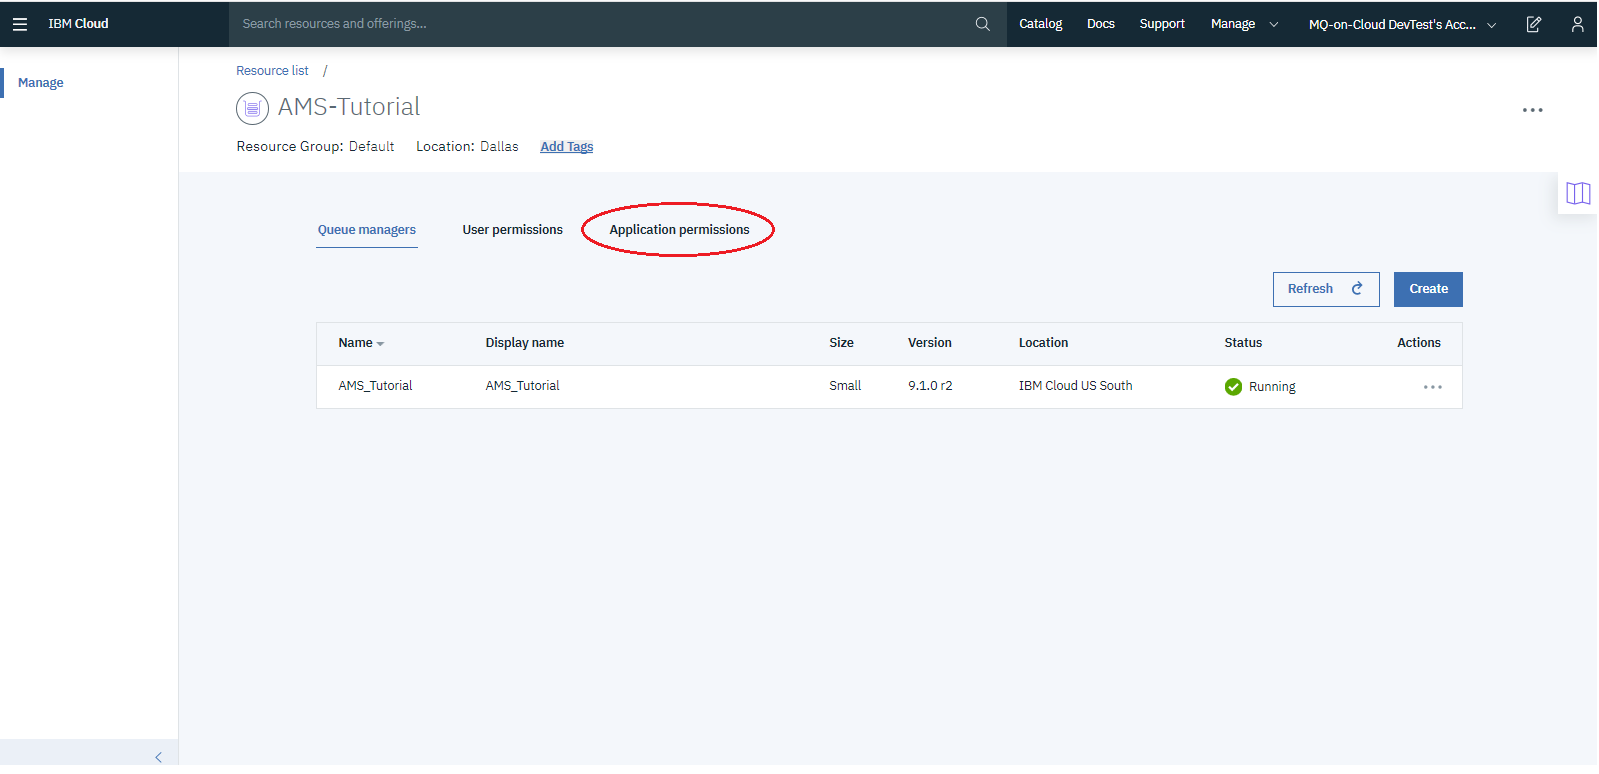 IBM Cloud Search resources and offerings... Catalog Docs Support Manage MQ-on-Cloud DevTest's Acc...
Manage
Resource list /
AMS-Tutorial
Resource Group: Default Location: Dallas Add Tags
Queue managers User permissions Application permissions
Refresh Create
Name Display name Size Version Location Status Actions
AMS_Tutorial AMS_Tutorial Small 9.1.0 r2 IBM Cloud US South Running